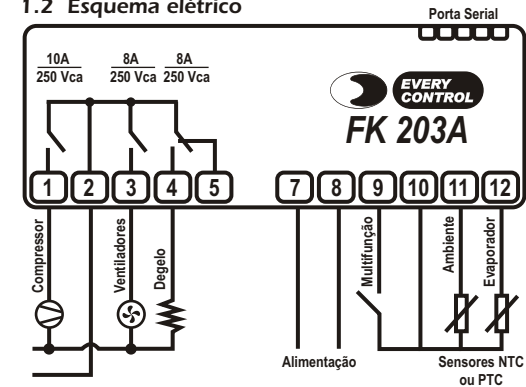 1.2 Esquema elétrico
Porta Serial
10A
250 Vca
8A
250 Vca
8A
250 Vca
EVERY
CONTROL
FK 203A
1 2 3 4 5 7 8 9 10 11 12
Compressor
Ventiladores
Degelo
Multifunção
Ambiente
Evaporador
Alimentação
Sensores NTC
ou PTC